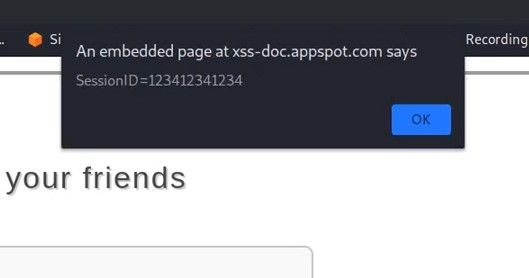 .. Si
Recording
An embedded page at xss-doc.appspot.com says
SessionID=123412341234
OK
your friends